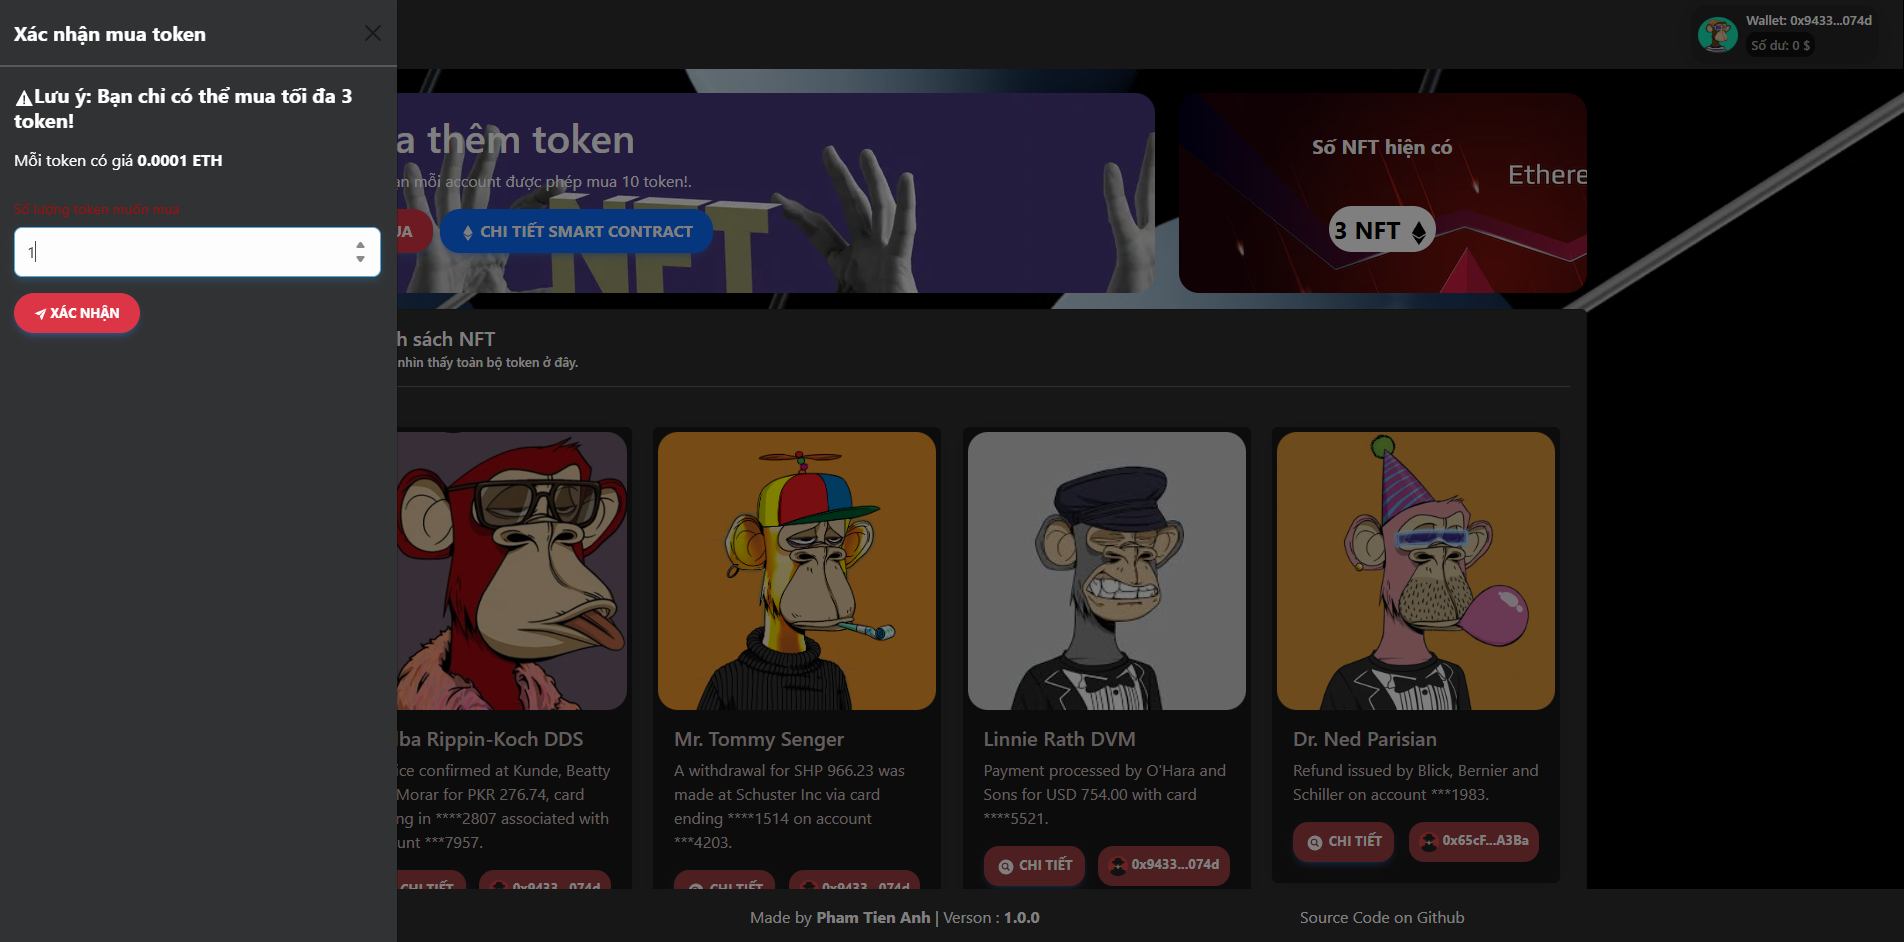 Xác nhận mua token
Lưu ý: Bạn chỉ có thể mua tối đa 3
token!
Mỗi token có giá 0.0001 ETH
Số lượng token muốn mua
1
XÁC NHẬN
Wallet: 0x9433...074d
Số dư: 0 $
a thêm token
mỗi account được phép mua 10 token!.
UA
CHI TIẾT SMART CONTRACT
NFT
Số NFT hiện có
Ethere
3 NFT
h sách NFT
nhìn thấy toàn bộ token ở đây.
lba Rippin-Koch DDS
ice confirmed at Kunde, Beatty
Morar for PKR 276.74, card
ng in ****2807 associated with
unt ***7957.
CHI TIẾT
0x9433...074d
Mr. Tommy Senger
A withdrawal for SHP 966.23 was
made at Schuster Inc via card
ending ****1514 on account
***4203.
CHI TIẾT
0x9433...074d
Linnie Rath DVM
Payment processed by O'Hara and
Sons for USD 754.00 with card
****5521.
CHI TIẾT
0x9433...074d
Dr. Ned Parisian
Refund issued by Blick, Bernier and
Schiller on account ***1983.
CHI TIẾT
0x65cF...A3Ba
Made by Pham Tien Anh | Verson : 1.0.0
Source Code on Github